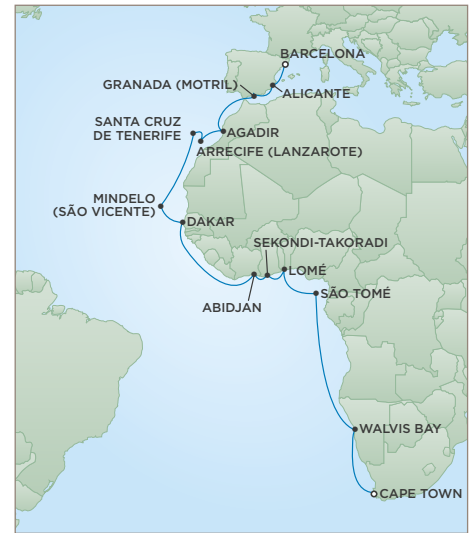 BARCELONA
GRANADA (MOTRIL)
ALICANTE
SANTA CRUZ
DE TENERIFE
AGADIR
ARRECIFE (LANZAROTE)
MINDELO
(SÃO VICENTE)
DAKAR
SEKONDI-TAKORADI
LOMÉ
SÃO TOMÉ
ABIDJAN
WALVIS BAY
CAPE TOWN